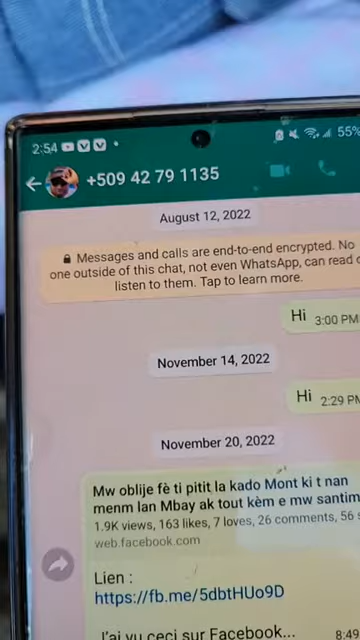 2:54
55%
+509 42 79 1135
August 12, 2022
Messages and calls are end-to-end encrypted. No
one outside of this chat, not even WhatsApp, can read
listen to them. Tap to learn more.
Hi 3:00 PM
November 14, 2022
Hi 2:29 PM
November 20, 2022
Mw oblije fè ti pitit la kado Mont ki t nan
menm lan Mbay ak tout kèm e mw santim
1.9K views, 163 likes, 7 loves, 26 comments, 56
web.facebook.com
Lien :
https://fb.me/5dbtHUo9D
J'ai vu ceci sur Facebook...
8:49